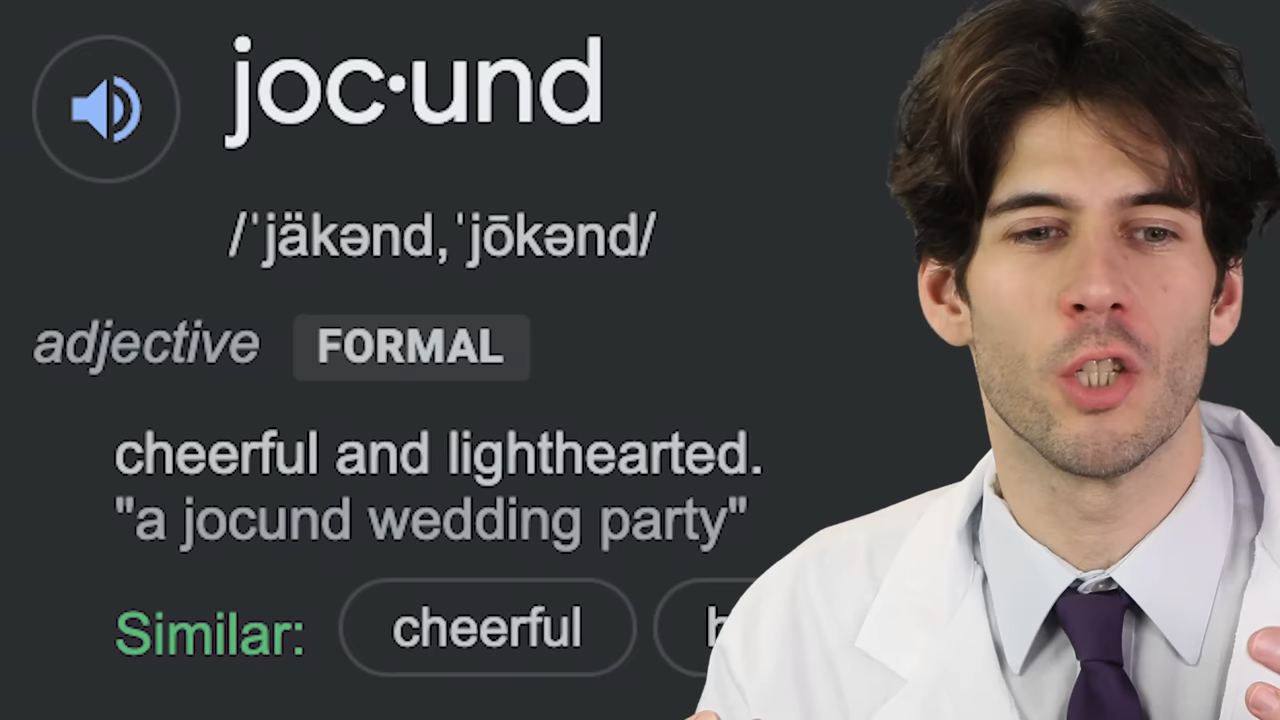 joc·und
/ˈjäkənd,ˈjōkənd/
adjective FORMAL
cheerful and lighthearted.
"a jocund wedding party"
Similar: cheerful